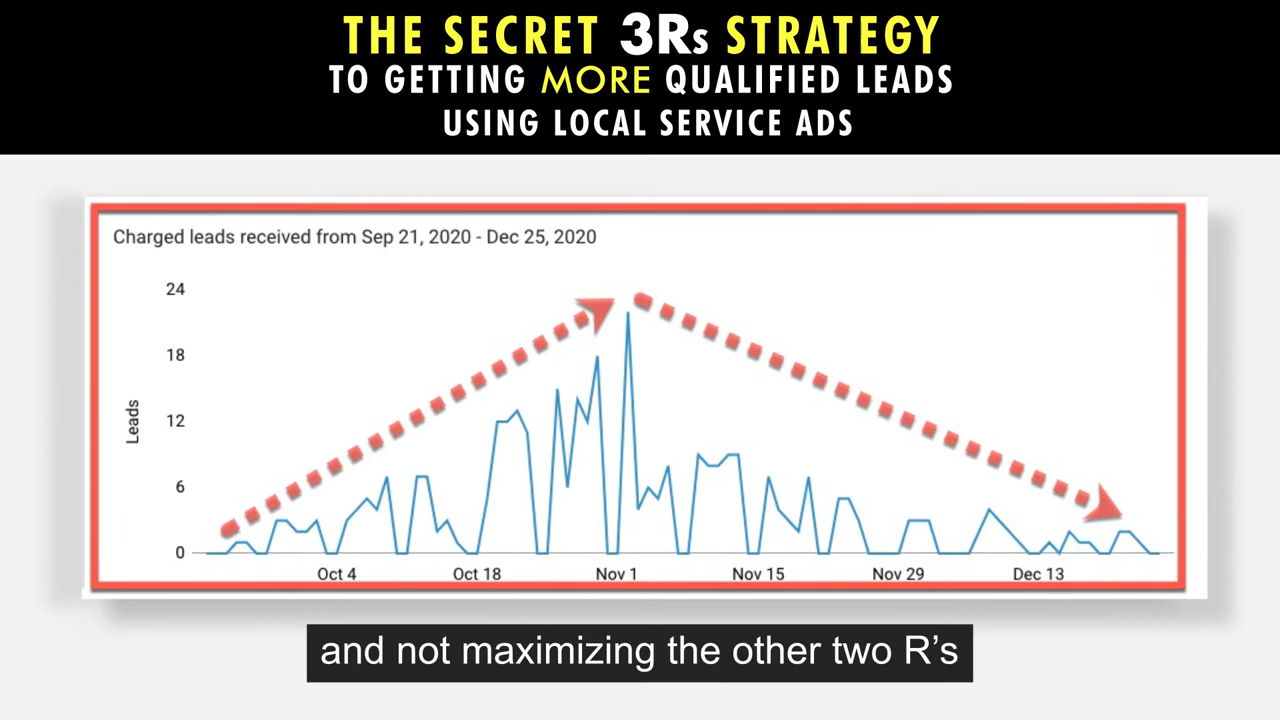 THE SECRET 3Rs STRATEGY
TO GETTING MORE QUALIFIED LEADS
USING LOCAL SERVICE ADS
Charged leads received from Sep 21, 2020 - Dec 25, 2020
24
18
12
6
0
Leads
Oct 4
Oct 18
Nov 1
Nov 15
Nov 29
Dec 13
and not maximizing the other two R’s